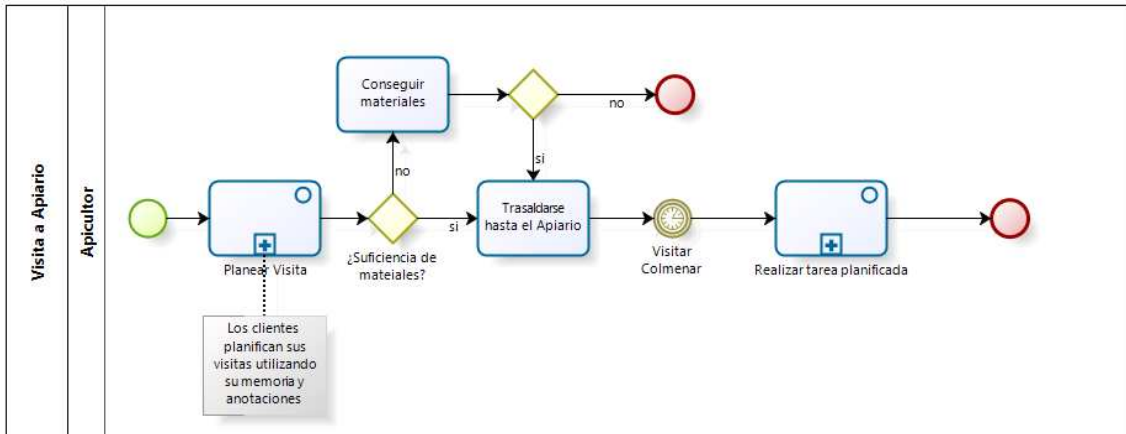 Visita a Apiario
Apicultor
Conseguir
materiales
no
si
no
Planear Visita
¿Suficiencia de
mateiales?
si
Trasaldarse
hasta el Apiario
Visitar
Colmenar
Realizar tarea planificada
Los clientes
planifican sus
visitas utilizando
su memoria y
anotaciones